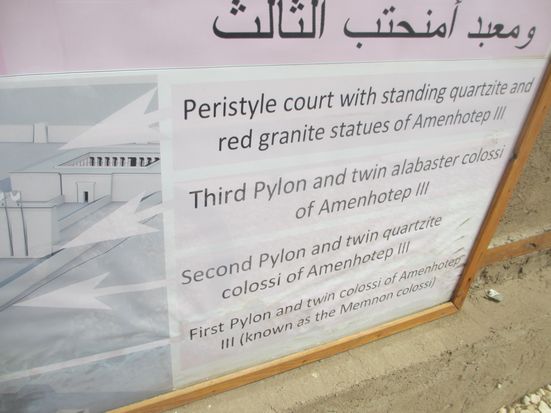 ومعبد أمنحتب الثالث
Peristyle court with standing quartzite and
red granite statues of Amenhotep III
Third Pylon and twin alabaster colossi
of Amenhotep III
Second Pylon and twin quartzite
colossi of Amenhotep III
First Pylon and twin colossi of Amenhotep
III (known as the Memnon colossi)